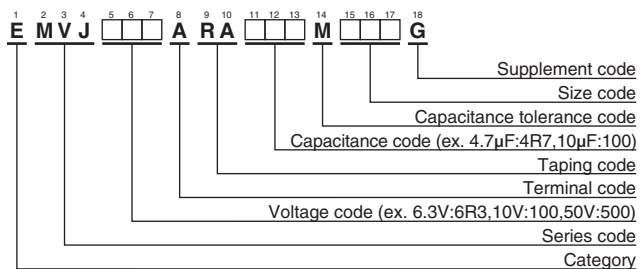 1 2 3 4 5 6 7 8 9 10 11 12 13 14 15 16 17 18
E M V J A R A M G
Supplement code
Size code
Capacitance tolerance code
Capacitance code (ex. 4.7µF:4R7,10µF:100)
Taping code
Terminal code
Voltage code (ex. 6.3V:6R3,10V:100,50V:500)
Series code
Category